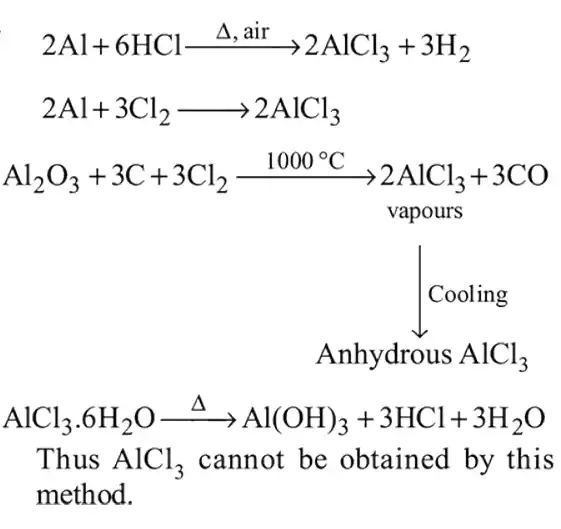 2Al + 6HCl —Δ, air→ 2AlCl₃ + 3H₂
2Al + 3Cl₂ ⟶ 2AlCl₃
Al₂O₃ + 3C + 3Cl₂ —1000 °C→ 2AlCl₃ + 3CO
vapours
Cooling
Anhydrous AlCl₃
AlCl₃.6H₂O —Δ→ Al(OH)₃ + 3HCl + 3H₂O
Thus AlCl₃ cannot be obtained by this
method.